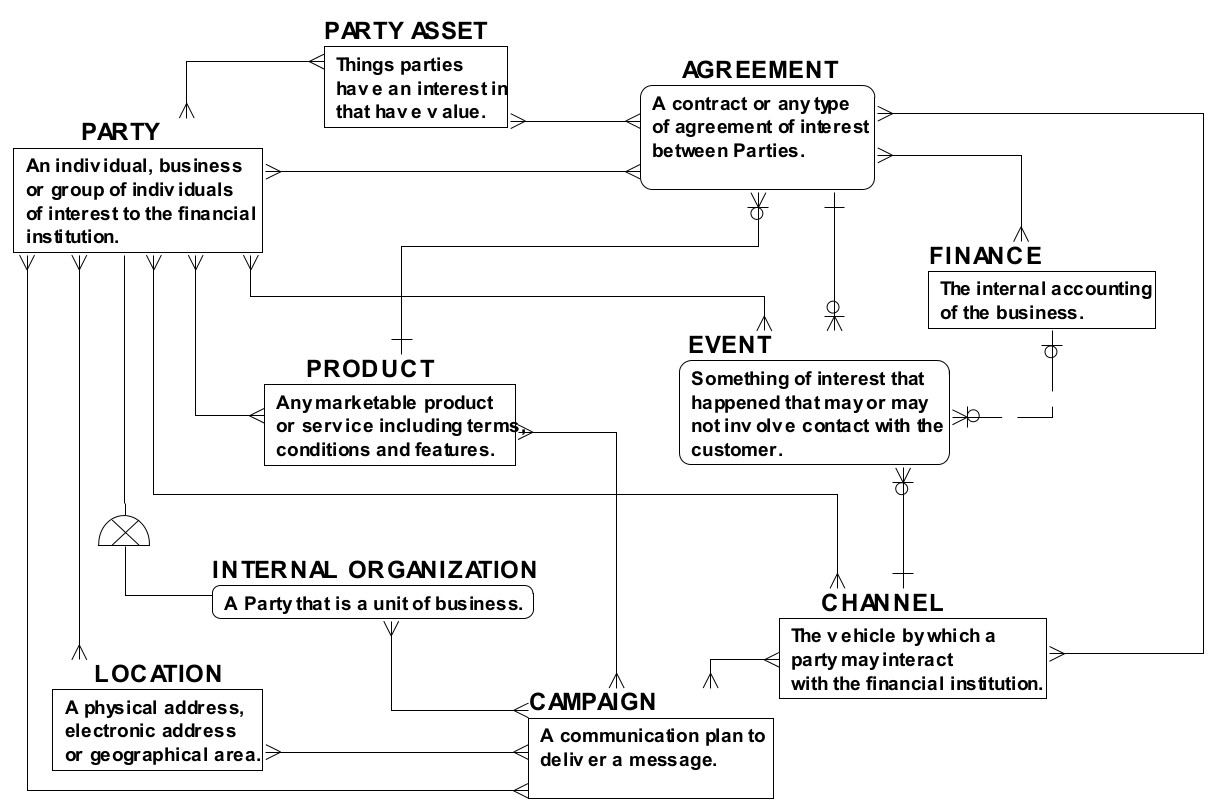 PARTY ASSET
Things parties
have an interest in
that have value.
AGREEMENT
A contract or any type
of agreement of interest
between Parties.
PARTY
An individual, business
or group of individuals
of interest to the financial
institution.
FINANCE
The internal accounting
of the business.
EVENT
Something of interest that
happened that may or may
not involve contact with the
customer.
PRODUCT
Any marketable product
or service including terms,
conditions and features.
INTERNAL ORGANIZATION
A Party that is a unit of business.
CHANNEL
The vehicle by which a
party may interact
with the financial institution.
LOCATION
A physical address,
electronic address
or geographical area.
CAMPAIGN
A communication plan to
deliver a message.